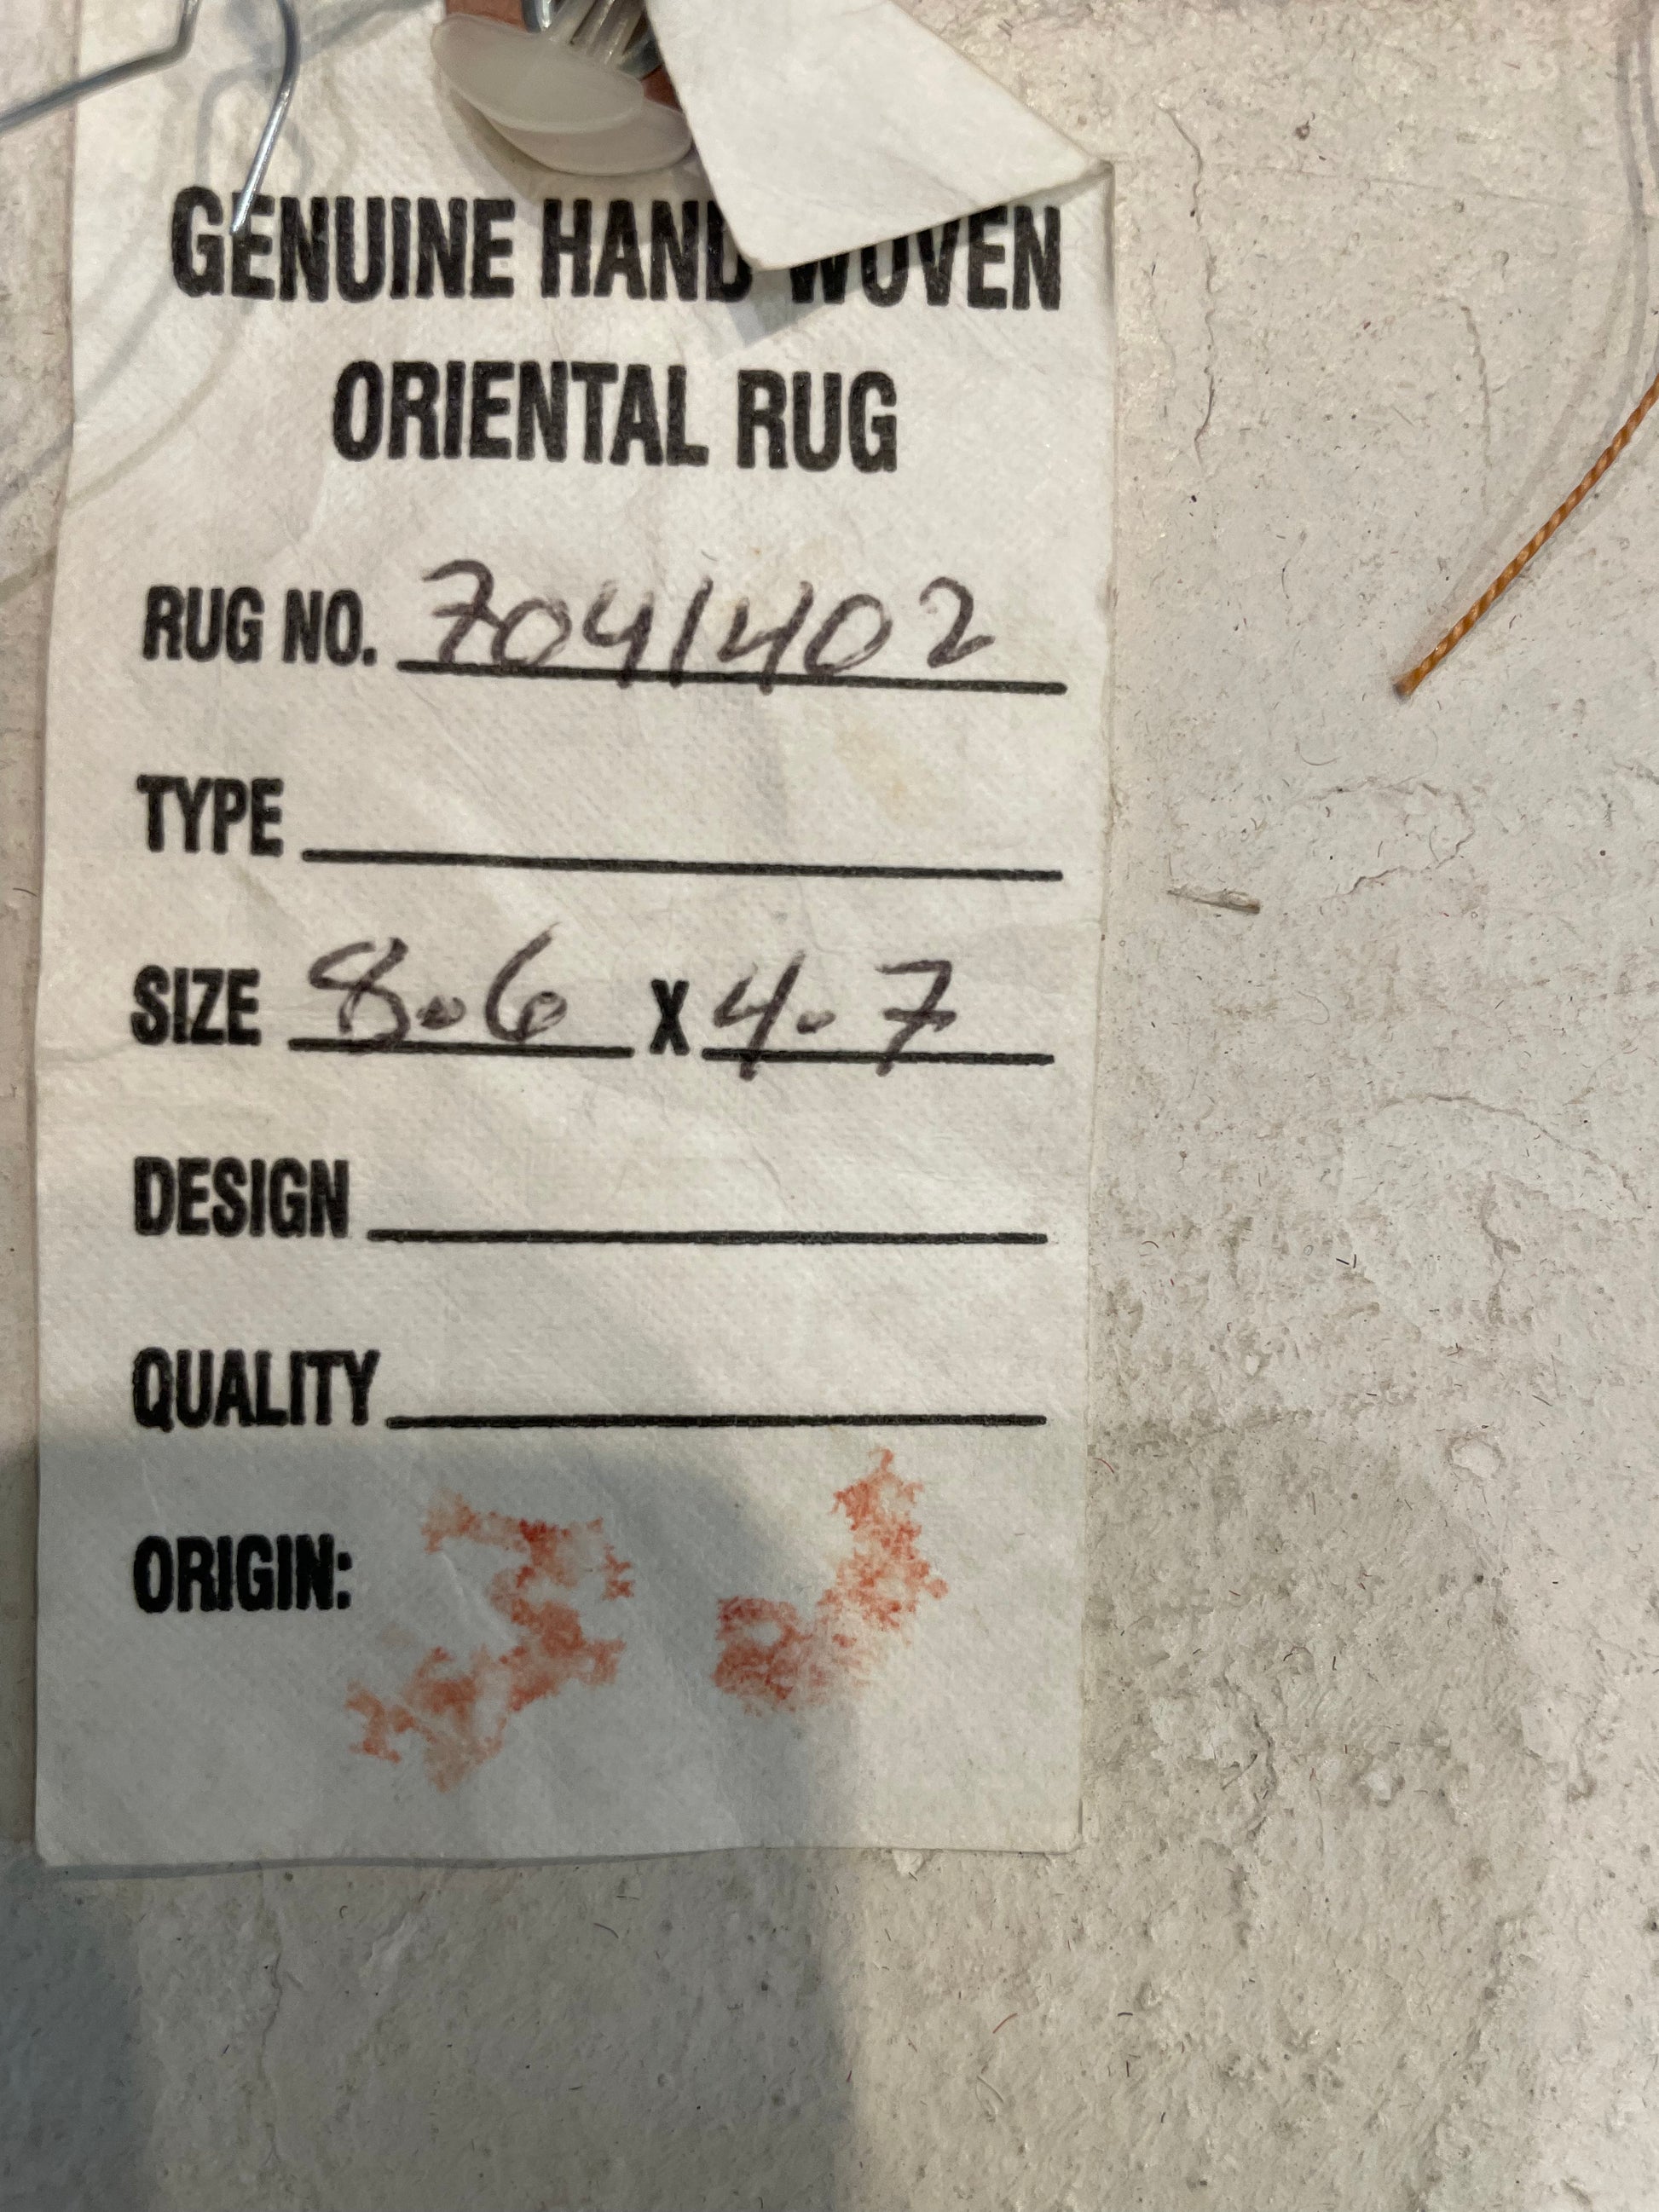 GENUINE HAND WOVEN
ORIENTAL RUG
RUG NO. 7041402
TYPE
SIZE 8.6 X 4.7
DESIGN
QUALITY
ORIGIN: